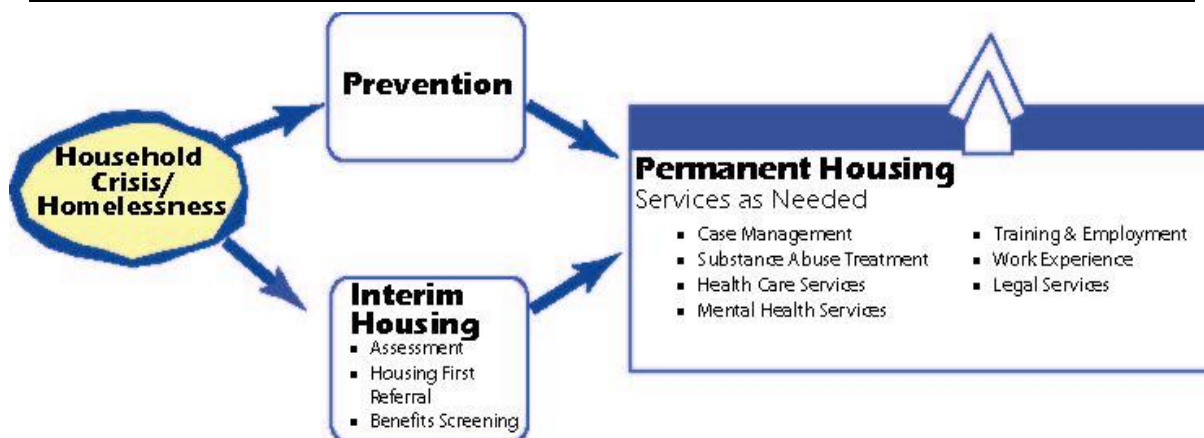 Household
Crisis/
Homelessness
Prevention
Interim
Housing
▪ Assessment
▪ Housing First
Referral
▪ Benefits Screening
Permanent Housing
Services as Needed
▪ Case Management
▪ Substance Abuse Treatment
▪ Health Care Services
▪ Mental Health Services
▪ Training & Employment
▪ Work Experience
▪ Legal Services